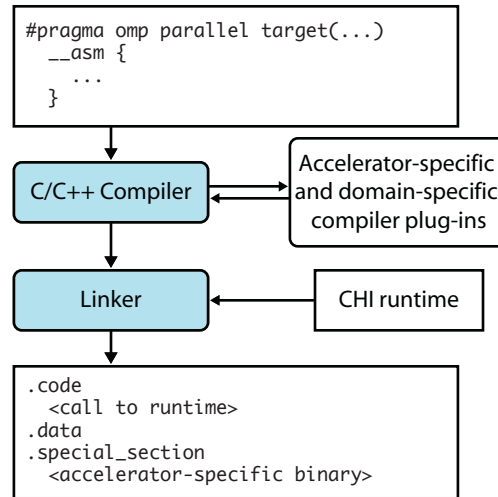 #pragma omp parallel target(...)
__asm {
...
}
C/C++ Compiler
Accelerator-specific
and domain-specific
compiler plug-ins
Linker
CHI runtime
.code
<call to runtime>
.data
.special_section
<accelerator-specific binary>